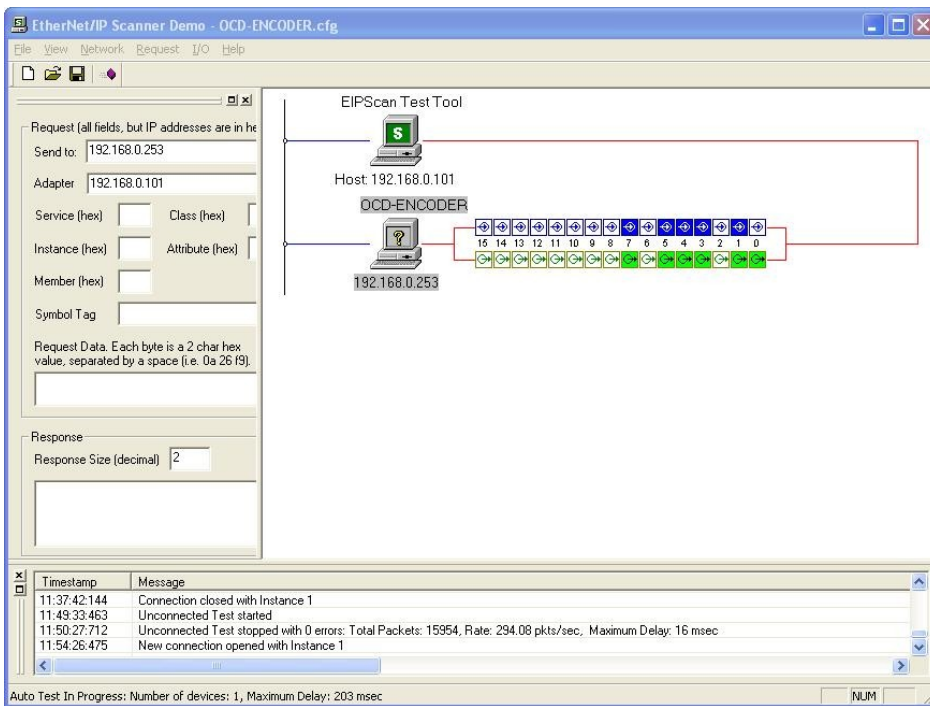 EtherNet/IP Scanner Demo - OCD-ENCODER.cfg
File View Network Request I/O Help
Request (all fields, but IP addresses are in he
Send to: 192.168.0.253
Adapter 192.168.0.101
Service (hex) Class (hex)
Instance (hex) Attribute (hex)
Member (hex)
Symbol Tag
Request Data. Each byte is a 2 char hex
value, separated by a space (i.e. 0a 26 f9).
Response
Response Size (decimal) 2
EIPScan Test Tool
S
Host: 192.168.0.101
OCD-ENCODER
?
15 14 13 12 11 10 9 8 7 6 5 4 3 2 1 0
192.168.0.253
Timestamp Message
11:37:42:144 Connection closed with Instance 1
11:49:33:463 Unconnected Test started
11:50:27:712 Unconnected Test stopped with 0 errors: Total Packets: 15954, Rate: 294.08 pkts/sec, Maximum Delay: 16 msec
11:54:26:475 New connection opened with Instance 1
Auto Test In Progress: Number of devices: 1, Maximum Delay: 203 msec
NUM